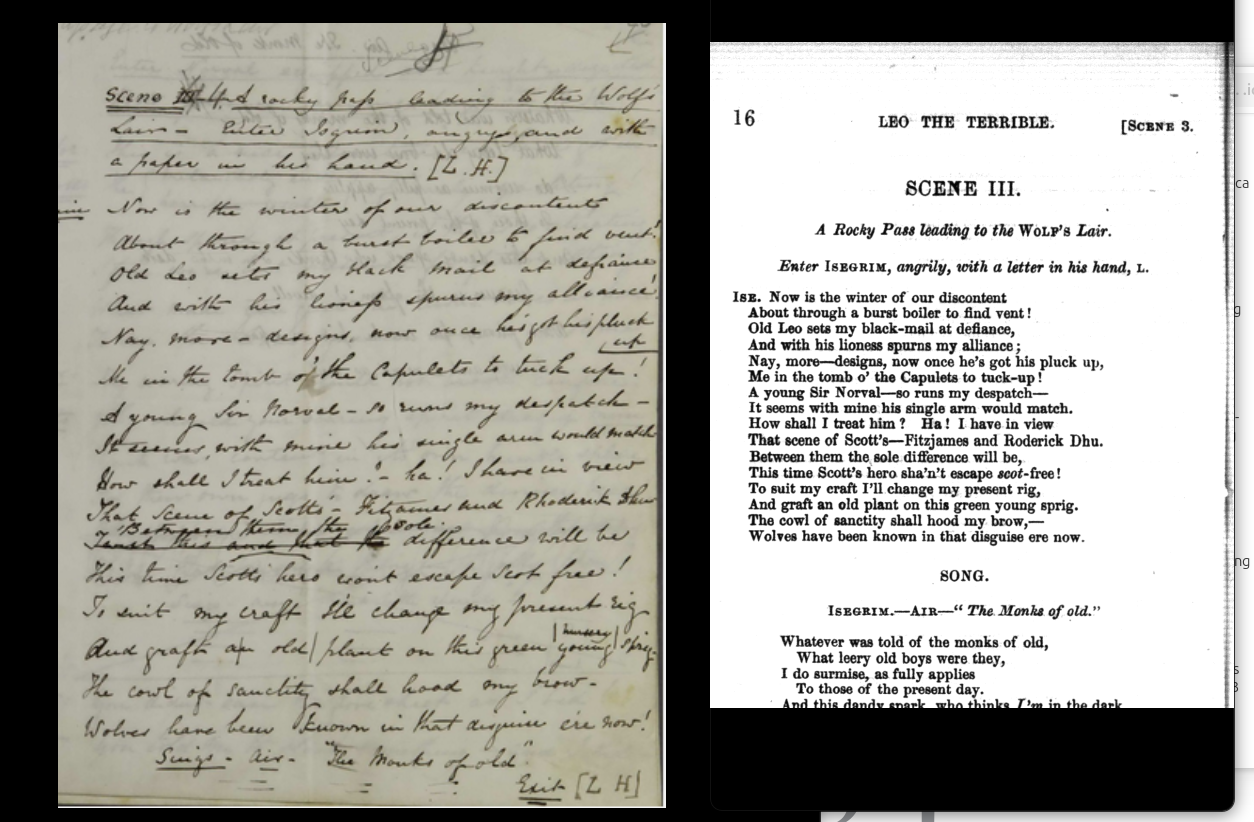 Scene 4 A rocky pass leading to the Wolf's
Lair - Enter Isegrim, angry, and with
a paper in his hand. [L.H.]
Now is the winter of our discontents
About through a burst boiler to find vent!
Old Leo sets my black mail at defiance
And with his lioness spurns my alliance!
Nay, more - designs, now once he's got his pluck
up
Me in the tomb o' the Capulets to tuck up!
A young Sir Norval - so runs my despatch -
It seems, with mine his single arm would match
How shall I treat him? - ha! I have in view
That scene of Scott's - Fitzjames and Rhoderick Dhu
Between them the sole
this and that the difference will be
This time Scott's hero won't escape Scot free!
To suit my craft I'll change my present rig
And graft an old plant on this green young sprig-
The cowl of sanctity shall hood my brow-
Wolves have been known in that disguise ere now!
Sings - Air - "The Monks of old"
Exit [L H]
16 LEO THE TERRIBLE. [SCENE 3.
SCENE III.
A Rocky Pass leading to the WOLF'S Lair.
Enter ISEGRIM, angrily, with a letter in his hand, L.
ISE. Now is the winter of our discontent
About through a burst boiler to find vent!
Old Leo sets my black-mail at defiance,
And with his lioness spurns my alliance;
Nay, more—designs, now once he's got his pluck up,
Me in the tomb o' the Capulets to tuck-up!
A young Sir Norval—so runs my despatch—
It seems with mine his single arm would match.
How shall I treat him? Ha! I have in view
That scene of Scott's—Fitzjames and Roderick Dhu.
Between them the sole difference will be,
This time Scott's hero sha'n't escape scot-free!
To suit my craft I'll change my present rig,
And graft an old plant on this green young sprig.
The cowl of sanctity shall hood my brow,—
Wolves have been known in that disguise ere now.
SONG.
ISEGRIM.—AIR—"The Monks of old."
Whatever was told of the monks of old,
What leery old boys were they,
I do surmise, as fully applies
To those of the present day.
And this dandy spark, who thinks I'm in the dark